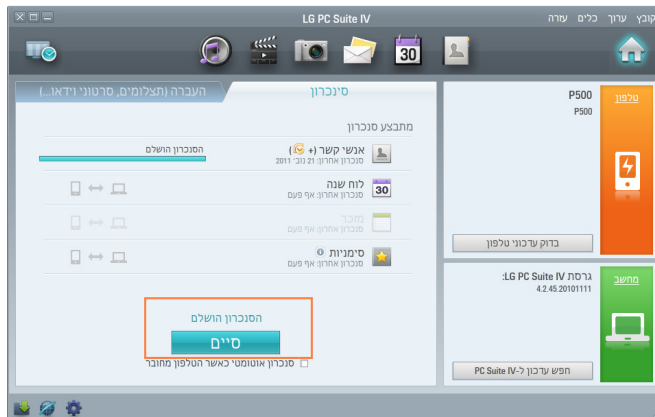 LG PC Suite IV
קובץ ערוך כלים עזרה
30
סינכרון
העברה (תצלומים, סרטוני וידאו...)
מתבצע סנכרון
אנשי קשר (+ )
סנכרון אחרון: 21 נוב׳ 2011
הסנכרון הושלם
30
לוח שנה
סנכרון אחרון: אף פעם
מזכר
סנכרון אחרון: אף פעם
סימניות
סנכרון אחרון: אף פעם
הסנכרון הושלם
סיים
סנכרון אוטומטי כאשר הטלפון מחובר
טלפון
P500
P500
בדוק עדכוני טלפון
מחשב
גרסת LG PC Suite IV:
4.2.45.20101111
חפש עדכון ל-PC Suite IV